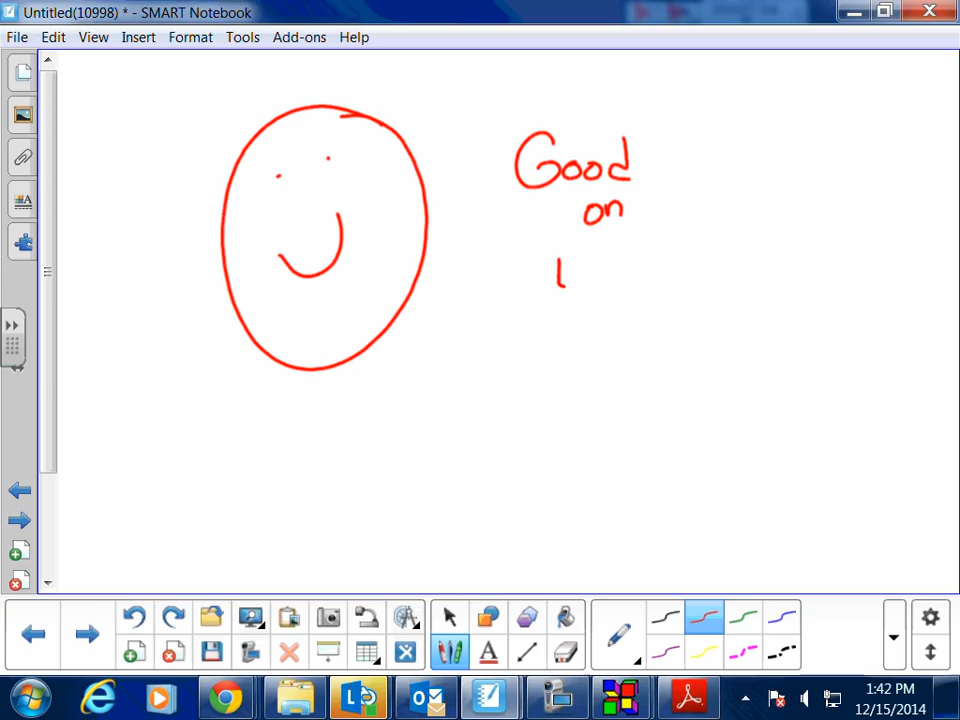 Untitled(10998) * - SMART Notebook
File Edit View Insert Format Tools Add-ons Help
Good
on
A
1:42 PM
12/15/2014